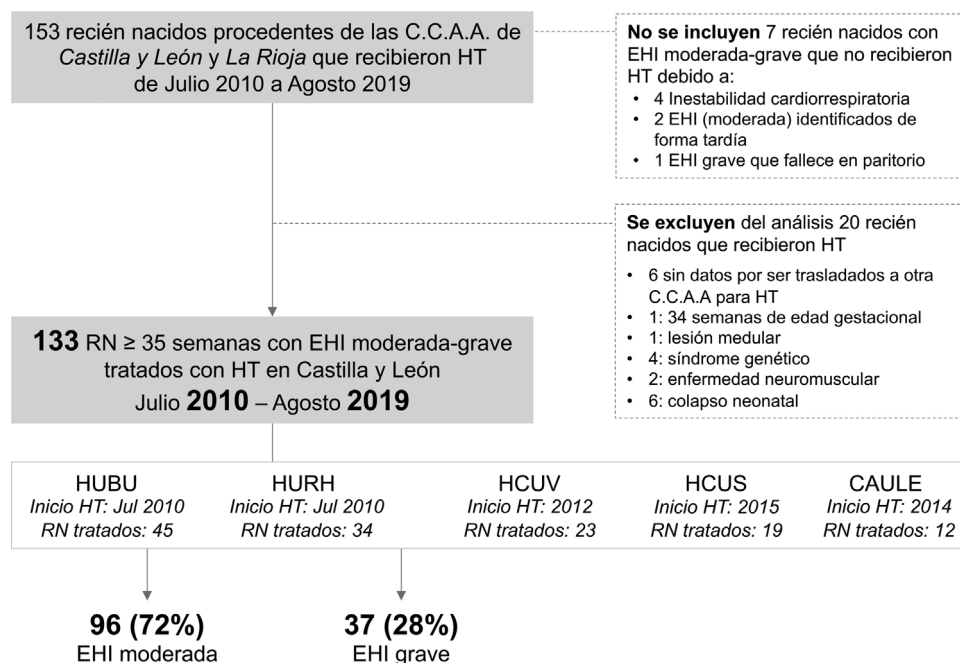 153 recién nacidos procedentes de las C.C.A.A. de
Castilla y León y La Rioja que recibieron HT
de Julio 2010 a Agosto 2019
No se incluyen 7 recién nacidos con
EHI moderada-grave que no recibieron
HT debido a:
• 4 Inestabilidad cardiorrespiratoria
• 2 EHI (moderada) identificados de
forma tardía
• 1 EHI grave que fallece en paritorio
Se excluyen del análisis 20 recién
nacidos que recibieron HT
• 6 sin datos por ser trasladados a otra
C.C.A.A para HT
• 1: 34 semanas de edad gestacional
• 1: lesión medular
• 4: síndrome genético
• 2: enfermedad neuromuscular
• 6: colapso neonatal
133 RN ≥ 35 semanas con EHI moderada-grave
tratados con HT en Castilla y León
Julio 2010 – Agosto 2019
HUBU
Inicio HT: Jul 2010
RN tratados: 45
HURH
Inicio HT: Jul 2010
RN tratados: 34
HCUV
Inicio HT: 2012
RN tratados: 23
HCUS
Inicio HT: 2015
RN tratados: 19
CAULE
Inicio HT: 2014
RN tratados: 12
96 (72%)
EHI moderada
37 (28%)
EHI grave